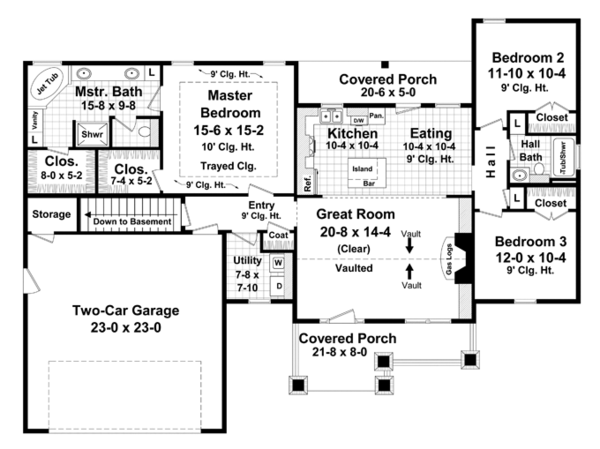 Bedroom 2
11-10 x 10-4
9' Clg. Ht.
L
9' Clg. Ht.
Jet Tub
Mstr. Bath
15-8 x 9-8
Covered Porch
20-6 x 5-0
Master
Bedroom
15-6 x 15-2
10' Clg. Ht.
Trayed Clg.
9' Clg. Ht.
Vanity
Shwr
Clos.
8-0 x 5-2
Clos.
7-4 x 5-2
D/W
Pan.
Kitchen
10-4 x 10-4
Eating
10-4 x 10-4
9' Clg. Ht.
Island
Bar
Ref.
Hall
L
Closet
Hall
Bath
Tub/Shwr
L
Closet
Storage
Down to Basement
Entry
9' Clg. Ht.
Coat
Great Room
20-8 x 14-4
(Clear)
Vaulted
Vault
Vault
Gas Logs
Bedroom 3
12-0 x 10-4
9' Clg. Ht.
Utility
7-8 x
7-10
W
D
Two-Car Garage
23-0 x 23-0
Covered Porch
21-8 x 8-0